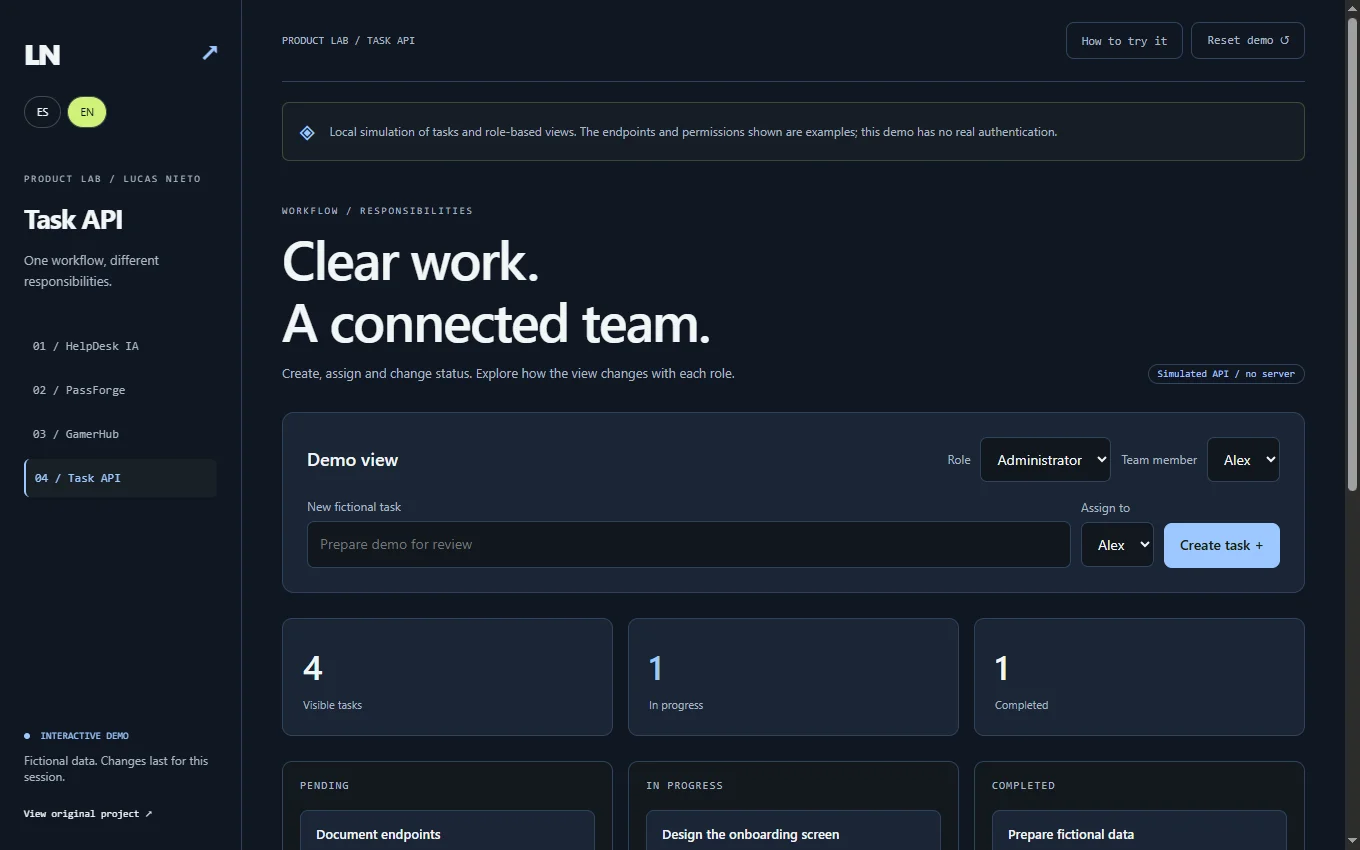 LN ↗
ES EN
PRODUCT LAB / LUCAS NIETO
Task API
One workflow, different
responsibilities.
01 / HelpDesk IA
02 / PassForge
03 / GamerHub
04 / Task API
INTERACTIVE DEMO
Fictional data. Changes last for this
session.
View original project ↗
PRODUCT LAB / TASK API
How to try it
Reset demo ↺
Local simulation of tasks and role-based views. The endpoints and permissions shown are examples; this demo has no real authentication.
WORKFLOW / RESPONSIBILITIES
Clear work.
A connected team.
Create, assign and change status. Explore how the view changes with each role.
Simulated API / no server
Demo view
Role
Administrator
Team member
Alex
New fictional task
Prepare demo for review
Assign to
Alex
Create task +
4
Visible tasks
1
In progress
1
Completed
PENDING
Document endpoints
IN PROGRESS
Design the onboarding screen
COMPLETED
Prepare fictional data